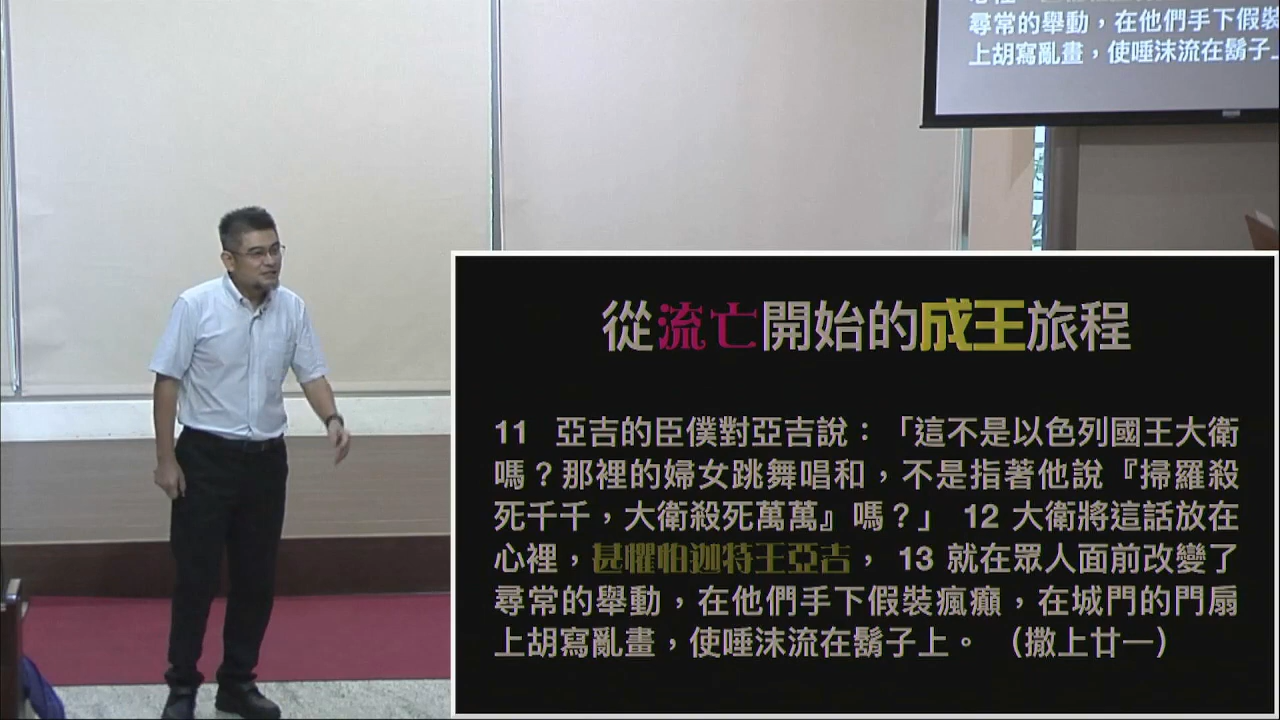 尋常的舉動，在他們手下假裝
上胡寫亂畫，使唾沫流在鬍子上
從流亡開始的成王旅程
11 亞吉的臣僕對亞吉說：「這不是以色列國王大衛
嗎？那裡的婦女跳舞唱和，不是指著他說『掃羅殺
死千千，大衛殺死萬萬』嗎？」 12 大衛將這話放在
心裡，甚懼怕迦特王亞吉， 13 就在眾人面前改變了
尋常的舉動，在他們手下假裝瘋癲，在城門的門扇
上胡寫亂畫，使唾沫流在鬍子上。 （撒上廿一）